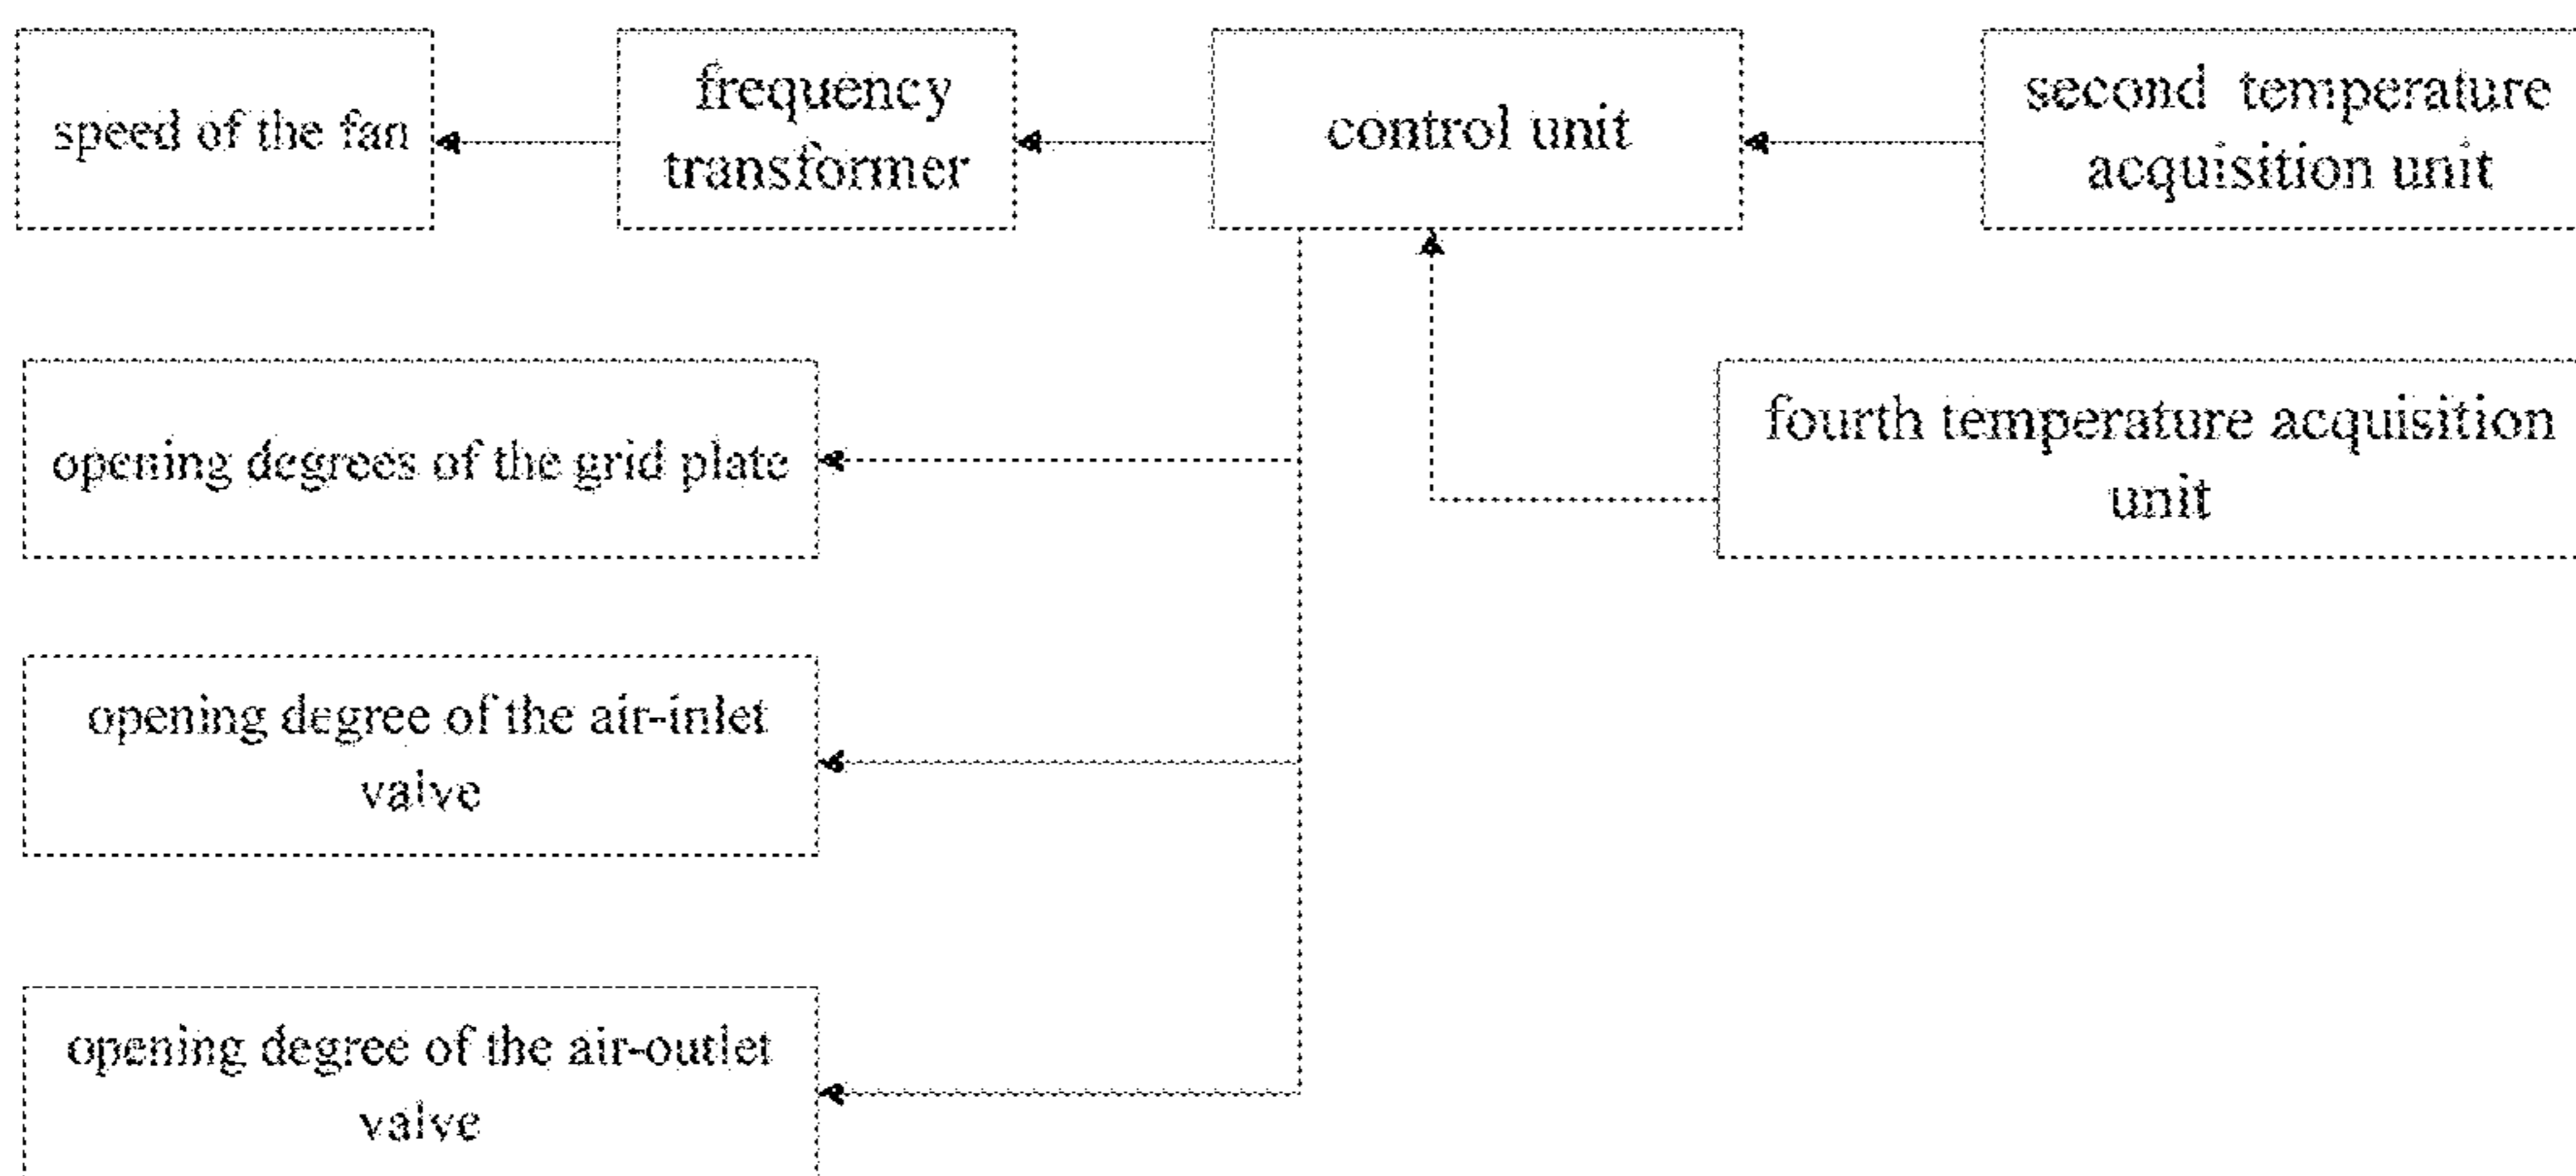 speed of the fan
frequency
transformer
control unit
second temperature
acquisition unit
opening degrees of the grid plate
fourth temperature acquisition
unit
opening degree of the air-inlet
valve
opening degree of the air-outlet
valve